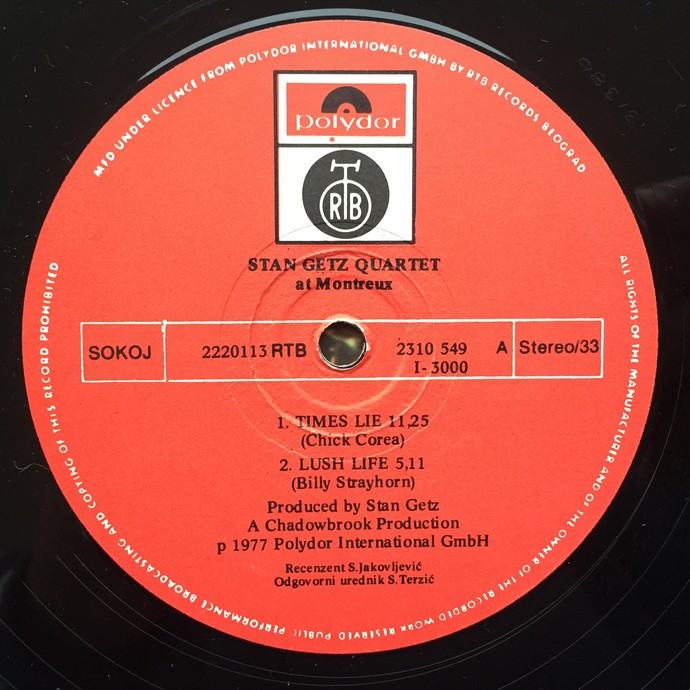 MFD UNDER LICENCE FROM POLYDOR INTERNATIONAL GMBH BY RTB RECORDS BEOGRAD
polydor
RTB
STAN GETZ QUARTET
at Montreux
SOKOJ 2220113 RTB 2310 549 A Stereo/33
I-3000
1. TIMES LIE 11,25
(Chick Corea)
2. LUSH LIFE 5,11
(Billy Strayhorn)
Produced by Stan Getz
A Chadowbrook Production
p 1977 Polydor International GmbH
Recenzent S.Jakovljević
Odgovorni urednik S.Terzić
ALL RIGHTS OF THE MANUFACTURER AND OF THE OWNER OF THE RECORDED WORK RESERVED PUBLIC PERFORMANCE BROADCASTING AND COPYING OF THIS RECORD PROHIBITED